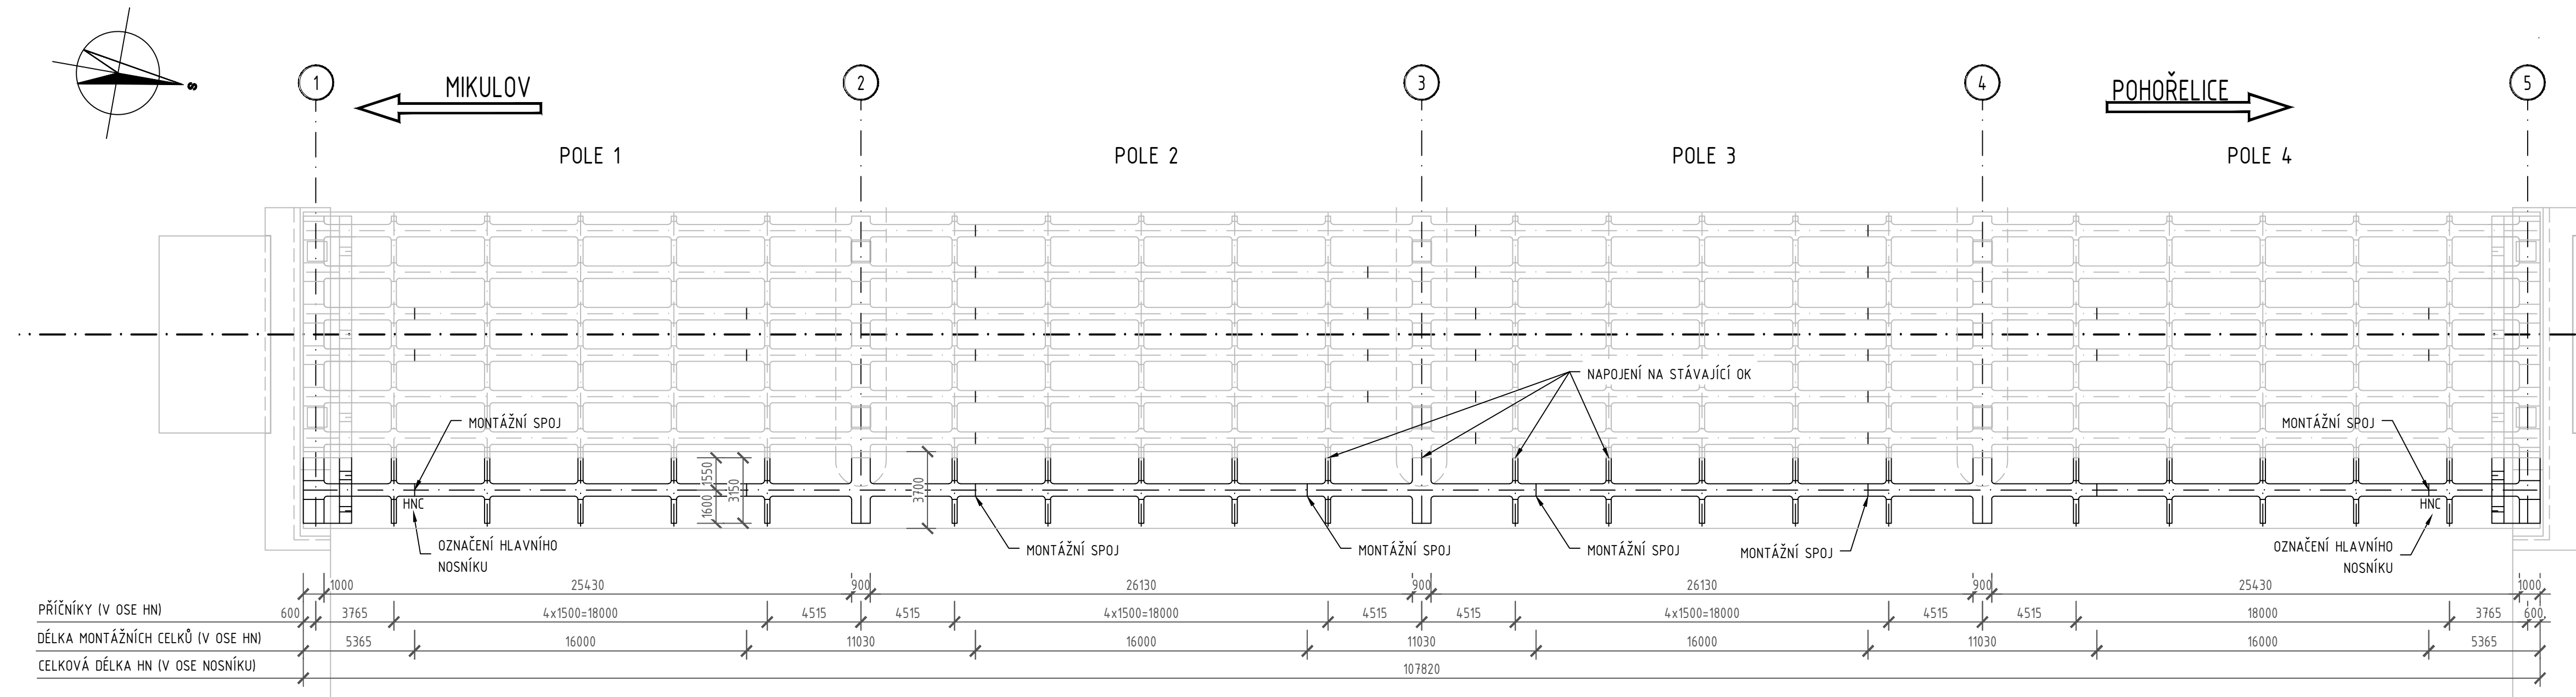 S
1
2
3
4
5
MIKULOV
POHOŘELICE
POLE 1
POLE 2
POLE 3
POLE 4
NAPOJENÍ NA STÁVAJÍCÍ OK
MONTÁŽNÍ SPOJ
MONTÁŽNÍ SPOJ
1550
1600
3150
3700
HNC
HNC
OZNAČENÍ HLAVNÍHO
NOSNÍKU
MONTÁŽNÍ SPOJ
MONTÁŽNÍ SPOJ
MONTÁŽNÍ SPOJ
MONTÁŽNÍ SPOJ
OZNAČENÍ HLAVNÍHO
NOSNÍKU
1000 25430 900 26130 900 26130 900 25430 1000
PŘÍČNÍKY (V OSE HN) 600 3765 4x1500=18000 4515 4515 4x1500=18000 4515 4515 4x1500=18000 4515 4515 18000 3765 600
DÉLKA MONTÁŽNÍCH CELKŮ (V OSE HN) 5365 16000 11030 16000 11030 16000 11030 16000 5365
CELKOVÁ DÉLKA HN (V OSE NOSNÍKU) 107820